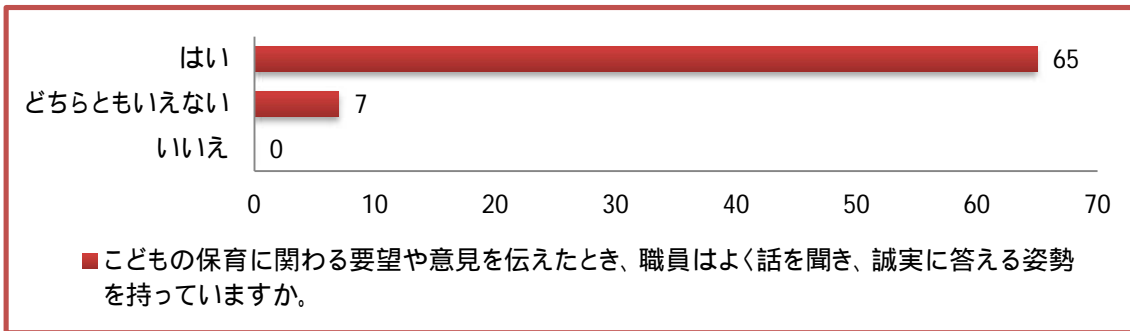 はい 65
どちらともいえない 7
いいえ 0
0 10 20 30 40 50 60 70
こどもの保育に関わる要望や意見を伝えたとき、職員はよく話を聞き、誠実に答える姿勢
を持っていますか。